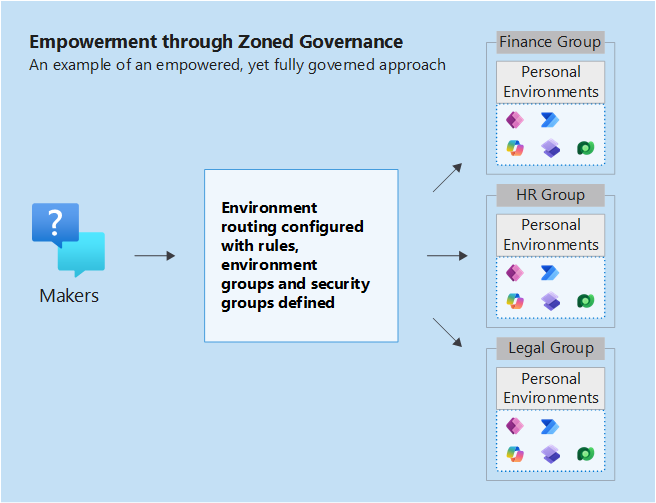 Empowerment through Zoned Governance
An example of an empowered, yet fully governed approach
?
Makers
Environment
routing configured
with rules,
environment
groups and security
groups defined
Finance Group
Personal
Environments
HR Group
Personal
Environments
Legal Group
Personal
Environments